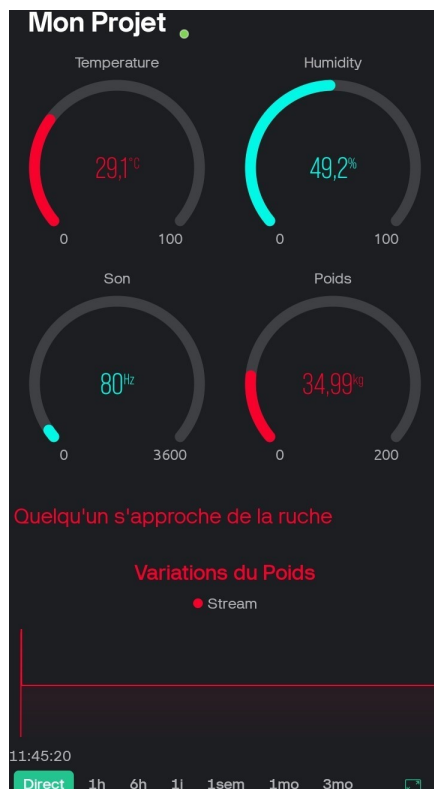 Mon Projet
Temperature Humidity
29,1°C 49,2%
0 100 0 100
Son Poids
80Hz 34,99kg
0 3600 0 200
Quelqu'un s'approche de la ruche
Variations du Poids
Stream
11:45:20
Direct 1h 6h 1j 1sem 1mo 3mo